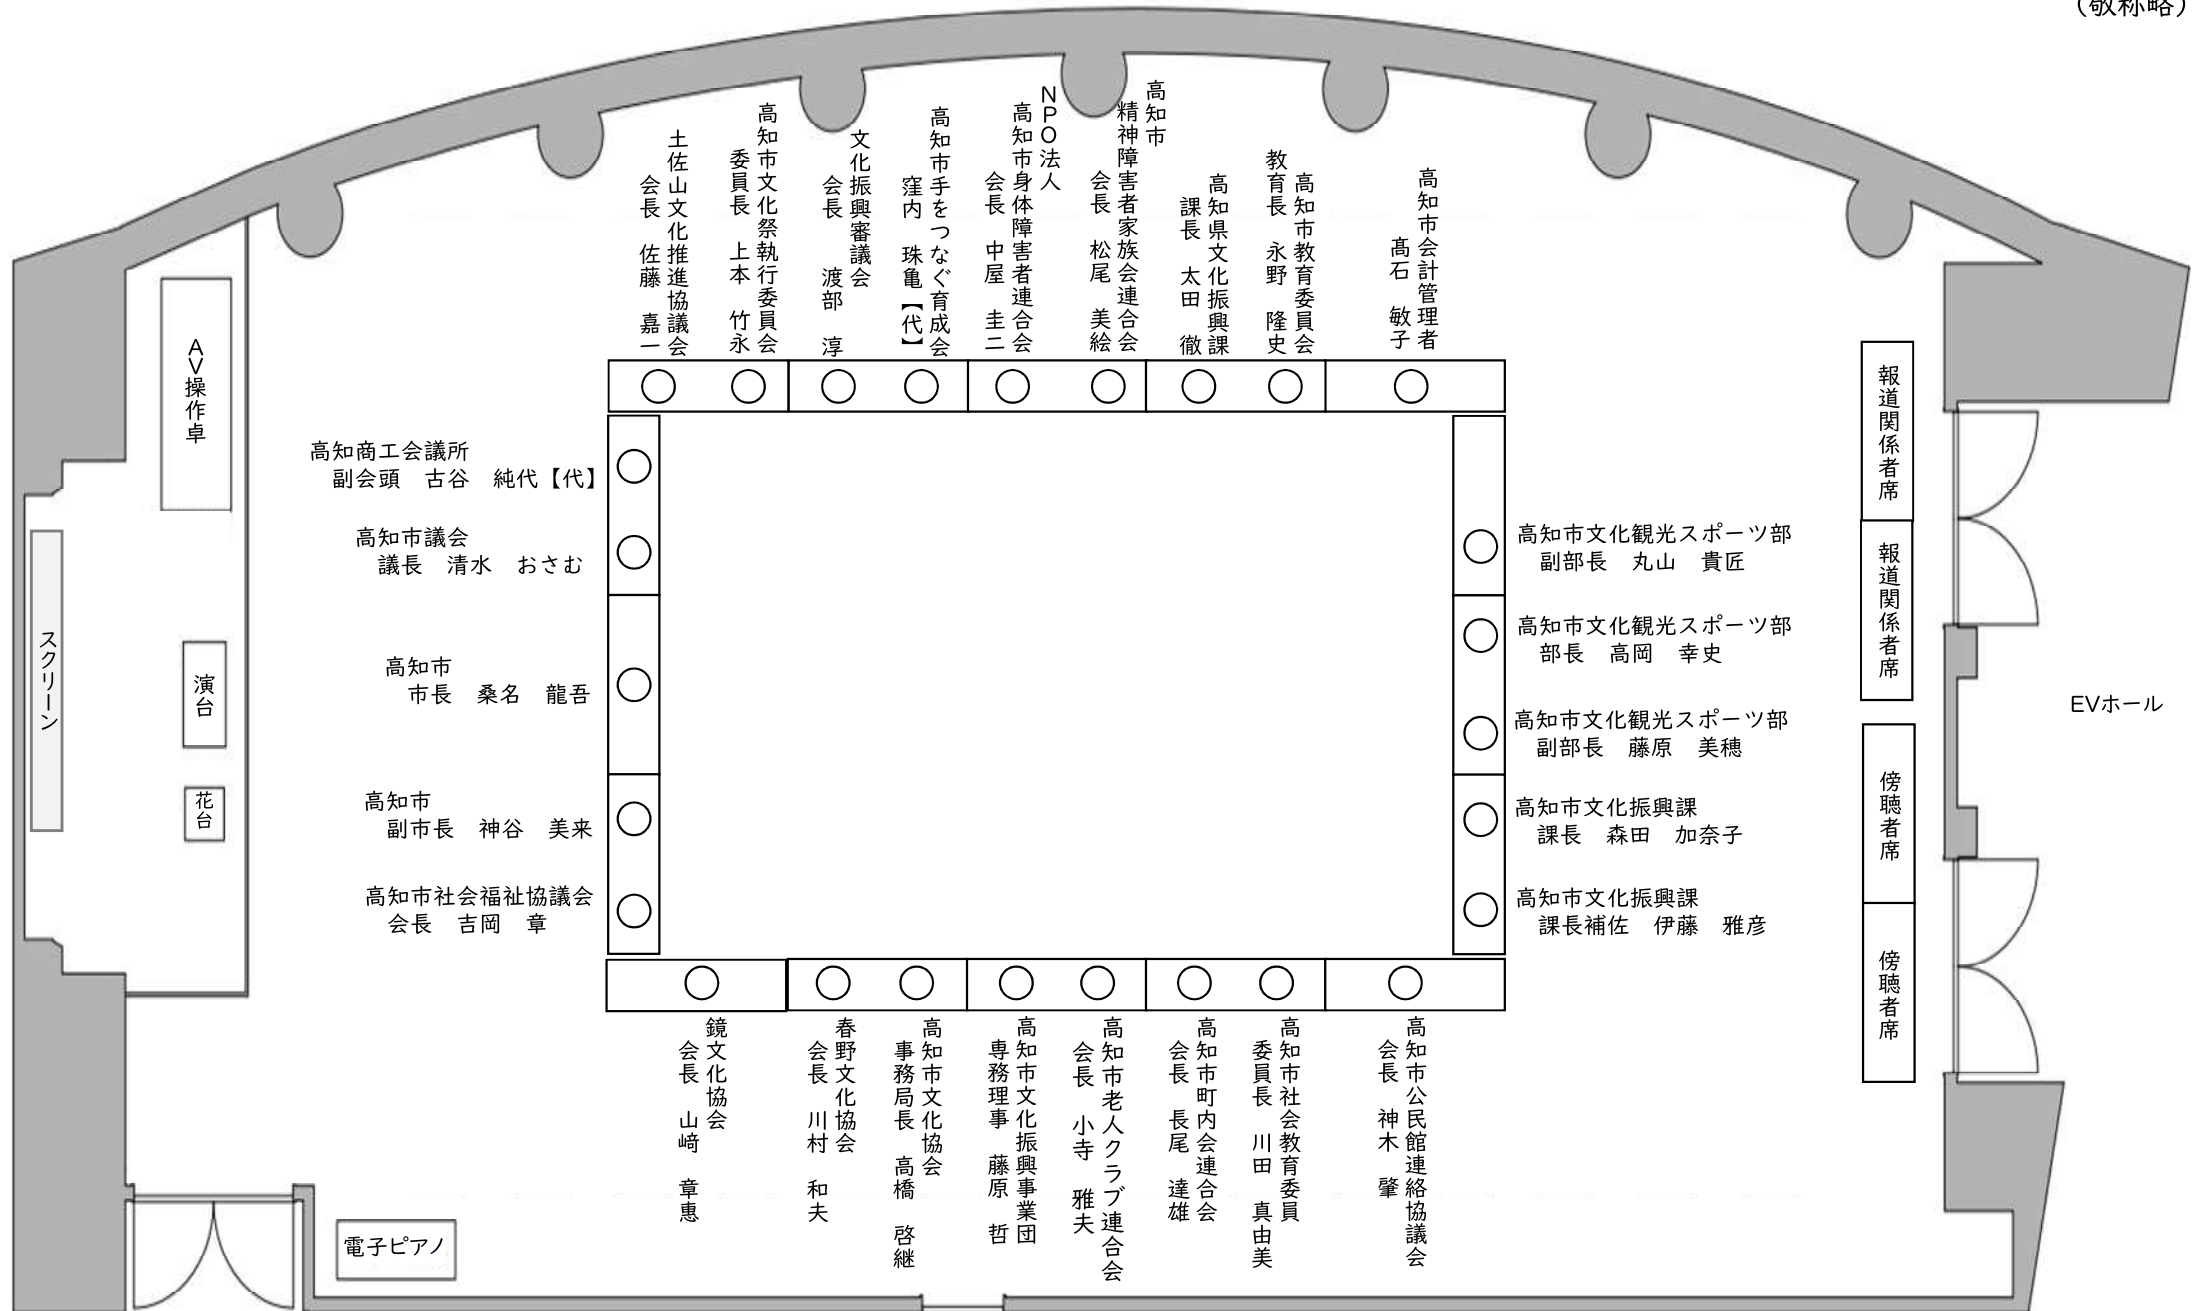 (敬称略)
高知市
精神障害者家族会連合会
会長　松尾　美絵
NPO法人
高知市身体障害者連合会
会長　中屋　圭二
高知市手をつなぐ育成会
窪内　珠亀【代】
文化振興審議会
会長　渡部　淳
高知市文化祭執行委員会
委員長　上本　竹永
土佐山文化推進協議会
会長　佐藤　嘉一
高知県文化振興課
課長　太田　徹
高知市教育委員会
教育長　永野　隆史
高知市会計管理者
髙石　敏子
AV操作卓
スクリーン
演台
花台
高知商工会議所
副会頭　古谷　純代【代】
高知市議会
議長　清水　おさむ
高知市
市長　桑名　龍吾
高知市
副市長　神谷　美来
高知市社会福祉協議会
会長　吉岡　章
高知市文化観光スポーツ部
副部長　丸山　貴匠
高知市文化観光スポーツ部
部長　高岡　幸史
高知市文化観光スポーツ部
副部長　藤原　美穂
高知市文化振興課
課長　森田　加奈子
高知市文化振興課
課長補佐　伊藤　雅彦
報道関係者席
報道関係者席
傍聴者席
傍聴者席
EVホール
鏡文化協会
会長　山﨑　章恵
春野文化協会
会長　川村　和夫
高知市文化協会
事務局長　高橋　啓継
高知市文化振興事業団
専務理事　藤原　哲
高知市老人クラブ連合会
会長　小寺　雅夫
高知市町内会連合会
会長　長尾　達雄
高知市社会教育委員
委員長　川田　真由美
高知市公民館連絡協議会
会長　神木　肇
電子ピアノ